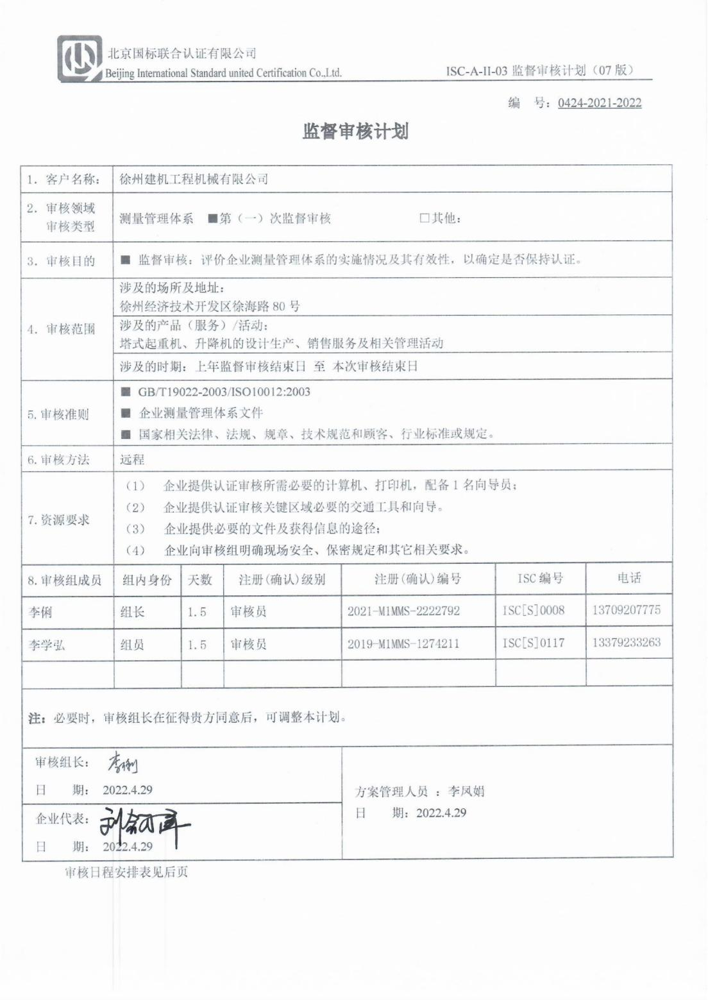 北京国标联合认证有限公司
Beijing International Standard united Certification Co.,Ltd.
ISC-A-II-03 监督审核计划（07 版）
编 号：0424-2021-2022
监督审核计划
1. 客户名称： 徐州建机工程机械有限公司
2. 审核领域
审核类型
测量管理体系 ■第（一）次监督审核 □其他：
3. 审核目的 ■ 监督审核：评价企业测量管理体系的实施情况及其有效性，以确定是否保持认证。
4. 审核范围
涉及的场所及地址：
徐州经济技术开发区徐海路 80 号
涉及的产品（服务）/活动：
塔式起重机、升降机的设计生产、销售服务及相关管理活动
涉及的时期：上年监督审核结束日 至 本次审核结束日
5.审核准则
■ GB/T19022-2003/ISO10012:2003
■ 企业测量管理体系文件
■ 国家相关法律、法规、规章、技术规范和顾客、行业标准或规定。
6.审核方法 远程
7.资源要求
（1） 企业提供认证审核所需必要的计算机、打印机，配备 1 名向导员；
（2） 企业提供认证审核关键区域必要的交通工具和向导。
（3） 企业提供必要的文件及获得信息的途径；
（4） 企业向审核组明确现场安全、保密规定和其它相关要求。
8.审核组成员 组内身份 天数 注册(确认)级别 注册(确认)编号 ISC 编号 电话
李俐 组长 1.5 审核员 2021-M1MMS-2222792 ISC[S]0008 13709207775
李学弘 组员 1.5 审核员 2019-M1MMS-1274211 ISC[S]0117 13379233263
注：必要时，审核组长在征得贵方同意后，可调整本计划。
审核组长： 李俐
日 期： 2022.4.29
企业代表：
日 期： 2022.4.29
方案管理人员 ：李凤娟
日 期：2022.4.29
审核日程安排表见后页